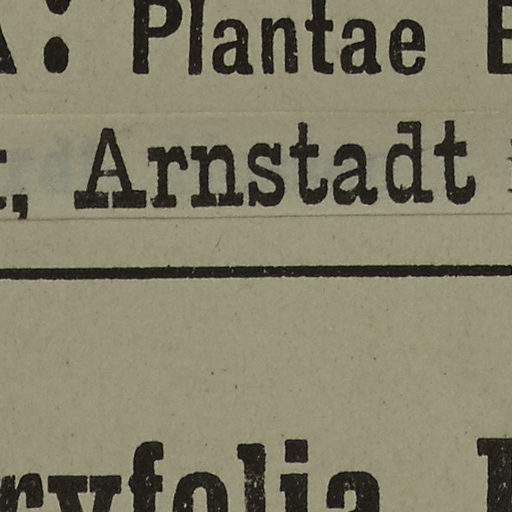 : Plantae
, Arnstadt
ryfolia